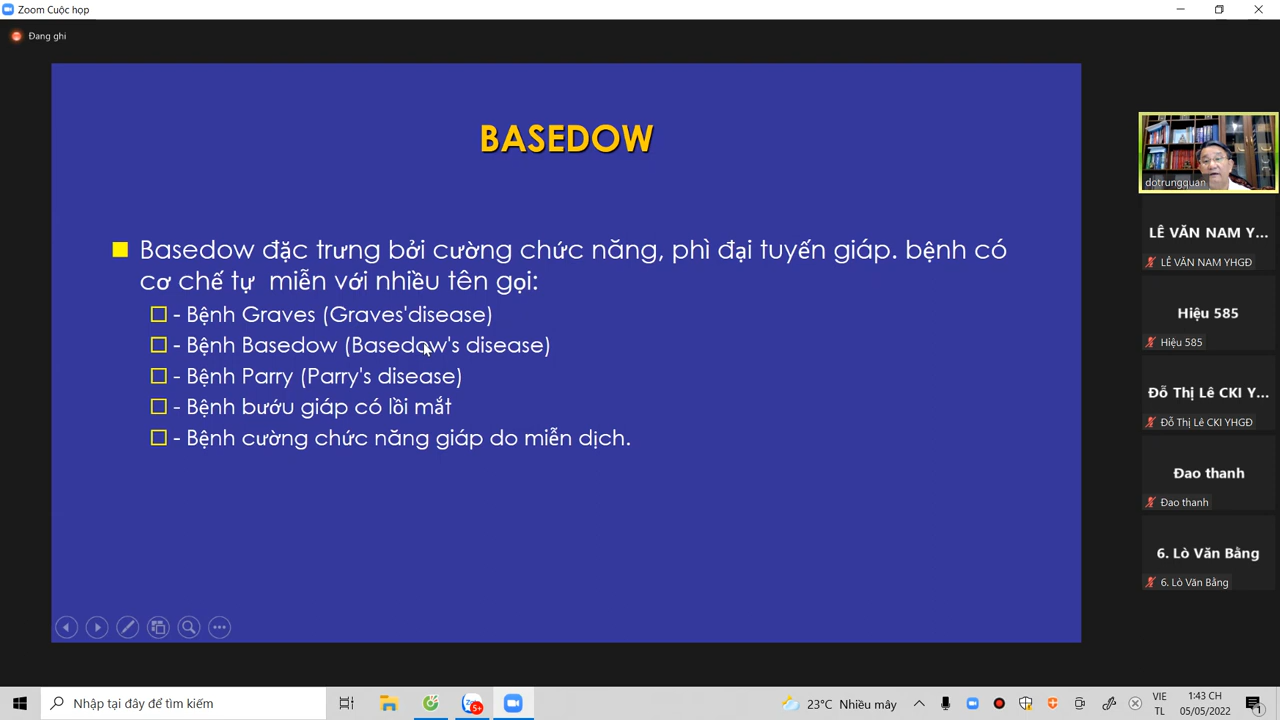 Zoom Cuộc họp
Đang ghi
BASEDOW
Basedow đặc trưng bởi cường chức năng, phì đại tuyến giáp. bệnh có
cơ chế tự miễn với nhiều tên gọi:
- Bệnh Graves (Graves'disease)
- Bệnh Basedow (Basedow's disease)
- Bệnh Parry (Parry's disease)
- Bệnh bướu giáp có lồi mắt
- Bệnh cường chức năng giáp do miễn dịch.
dotrungquan
LÊ VĂN NAM Y...
LÊ VĂN NAM YHGĐ
Hiệu 585
Hiệu 585
Đỗ Thị Lê CKI Y...
Đỗ Thị Lê CKI YHGĐ
Đao thanh
Đao thanh
6. Lò Văn Bằng
6. Lò Văn Bằng
Nhập tại đây để tìm kiếm
5+
23°C Nhiều mây
VIE
TL
1:43 CH
05/05/2022
1